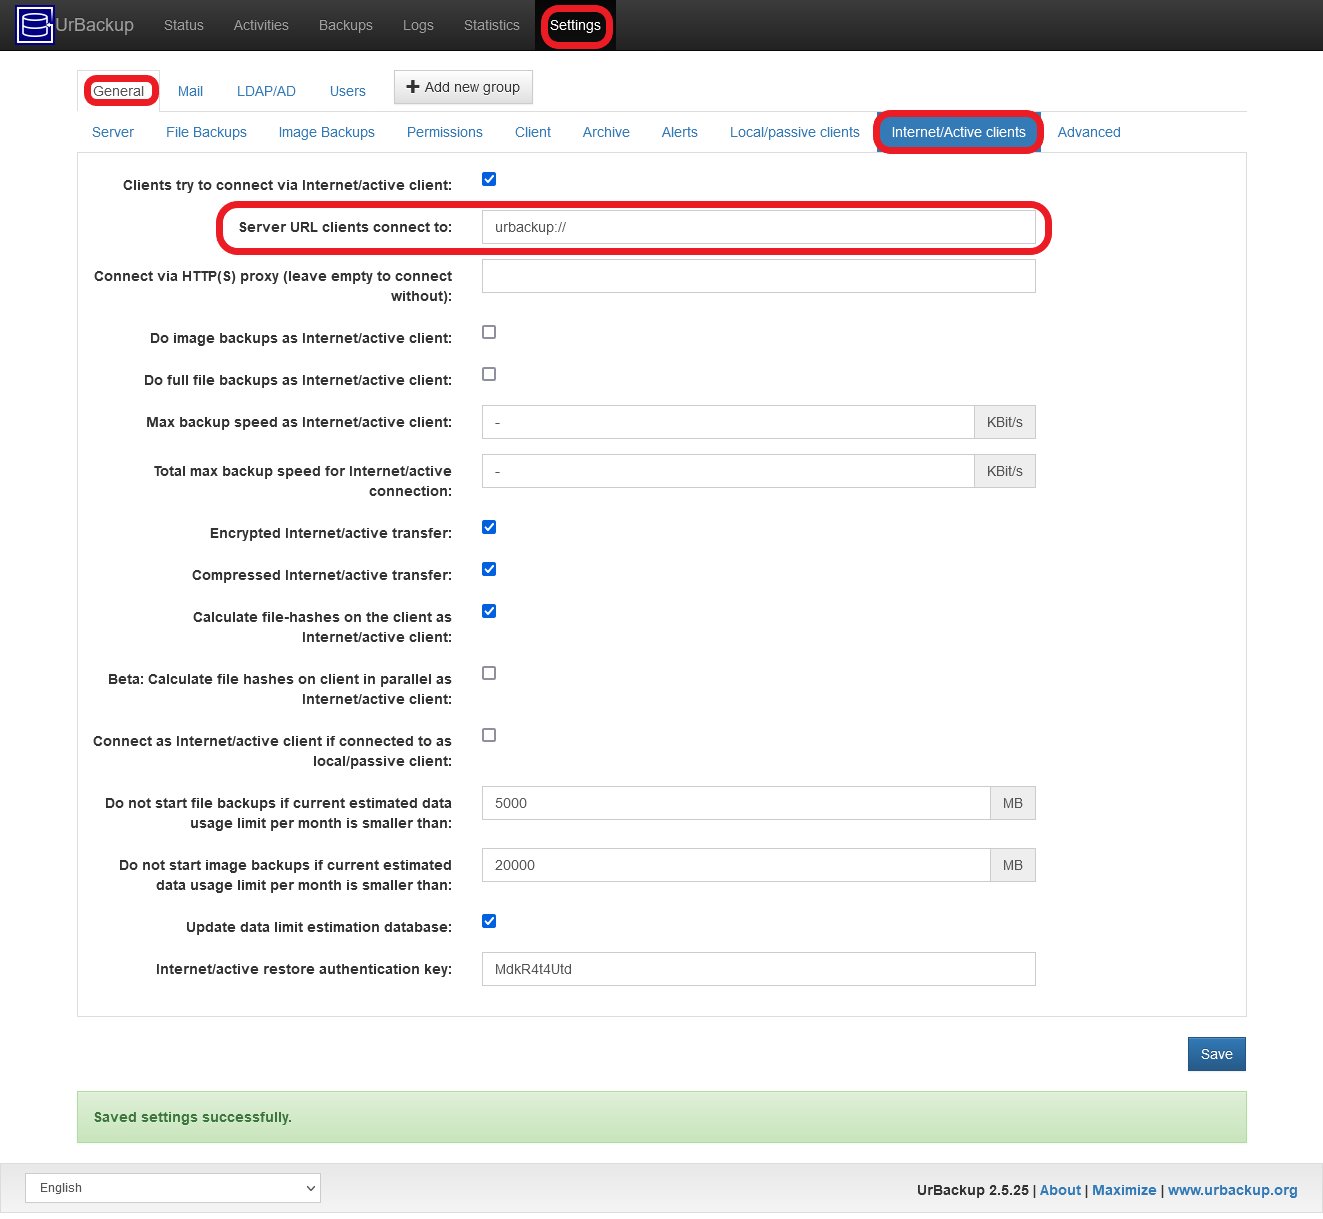 UrBackup Status Activities Backups Logs Statistics Settings
General Mail LDAP/AD Users Add new group
Server File Backups Image Backups Permissions Client Archive Alerts Local/passive clients Internet/Active clients Advanced
Clients try to connect via Internet/active client:
Server URL clients connect to: urbackup://
Connect via HTTP(S) proxy (leave empty to connect
without):
Do image backups as Internet/active client:
Do full file backups as Internet/active client:
Max backup speed as Internet/active client: - KBit/s
Total max backup speed for Internet/active - KBit/s
connection:
Encrypted Internet/active transfer:
Compressed Internet/active transfer:
Calculate file-hashes on the client as
Internet/active client:
Beta: Calculate file hashes on client in parallel as
Internet/active client:
Connect as Internet/active client if connected to as
local/passive client:
Do not start file backups if current estimated data 5000 MB
usage limit per month is smaller than:
Do not start image backups if current estimated 20000 MB
data usage limit per month is smaller than:
Update data limit estimation database:
Internet/active restore authentication key: MdkR4t4Utd
Save
Saved settings successfully.
English UrBackup 2.5.25 | About | Maximize | www.urbackup.org